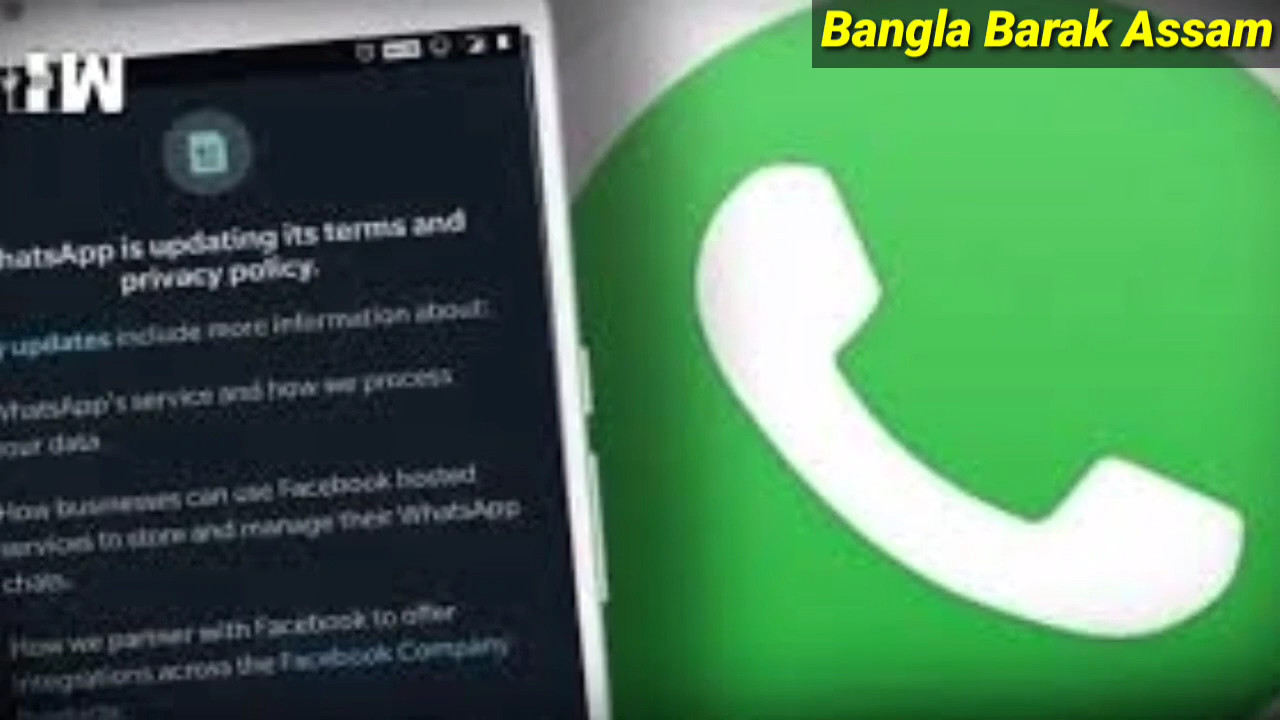 Bangla Barak Assam
hatsApp is updating its terms and
privacy policy.
updates include more information about:
WhatsApp's service and how we process
our data
How businesses can use Facebook hosted
services to store and manage their WhatsApp
chats.
How we partner with Facebook to offer
integrations across the Facebook Company